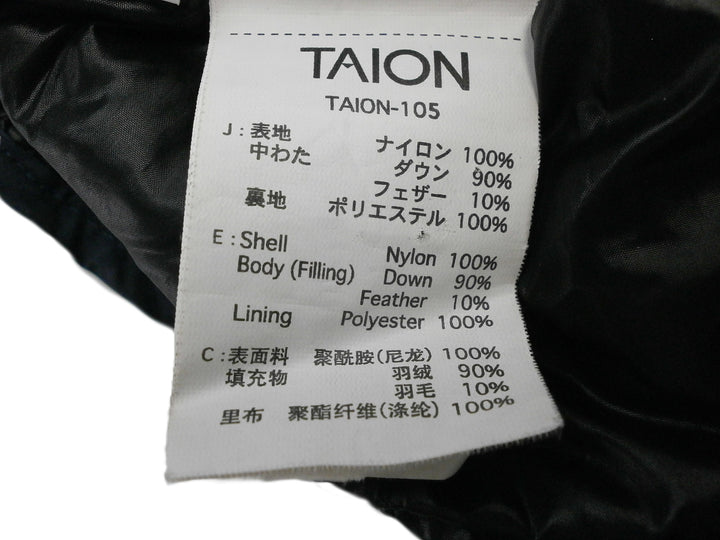 TAION
TAION-105
J：表地 ナイロン 100%
中わた ダウン 90%
フェザー 10%
裏地 ポリエステル 100%
E：Shell Nylon 100%
Body (Filling) Down 90%
Feather 10%
Lining Polyester 100%
C：表面料 聚酰胺(尼龙) 100%
填充物 羽绒 90%
羽毛 10%
里布 聚酯纤维(涤纶) 100%